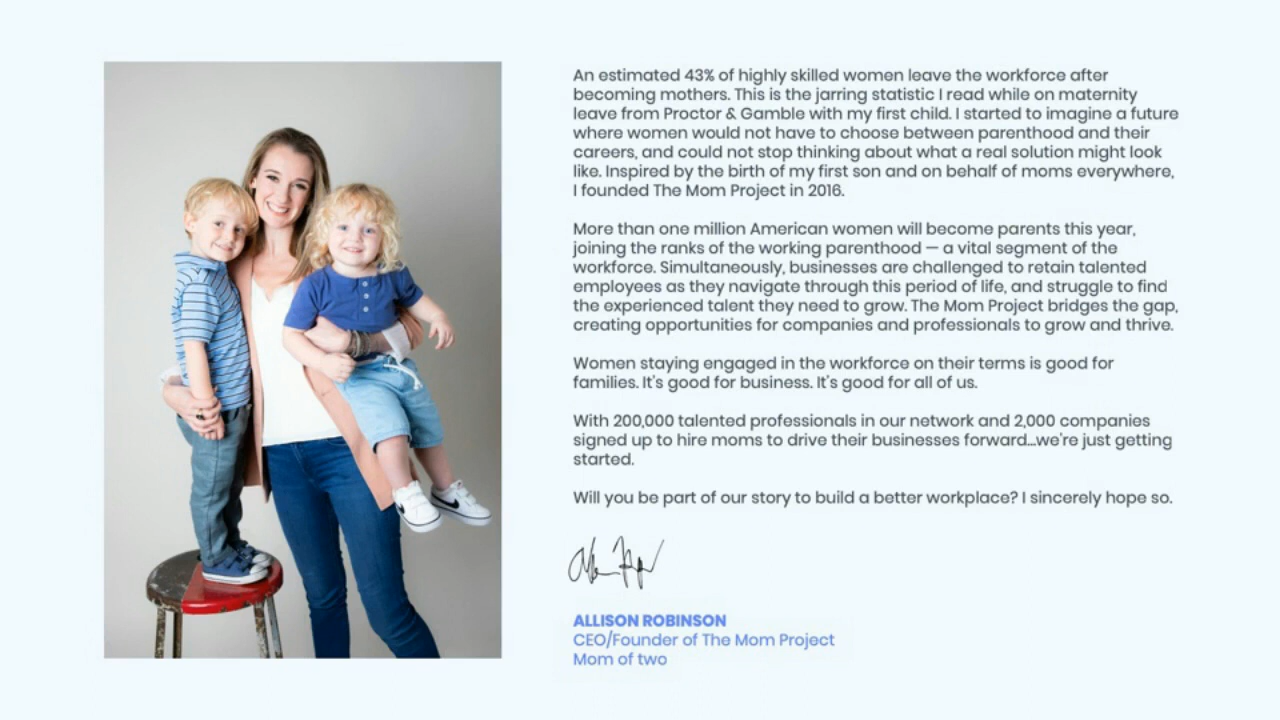 An estimated 43% of highly skilled women leave the workforce after
becoming mothers. This is the jarring statistic I read while on maternity
leave from Proctor & Gamble with my first child. I started to imagine a future
where women would not have to choose between parenthood and their
careers, and could not stop thinking about what a real solution might look
like. Inspired by the birth of my first son and on behalf of moms everywhere,
I founded The Mom Project in 2016.
More than one million American women will become parents this year,
joining the ranks of the working parenthood — a vital segment of the
workforce. Simultaneously, businesses are challenged to retain talented
employees as they navigate through this period of life, and struggle to find
the experienced talent they need to grow. The Mom Project bridges the gap,
creating opportunities for companies and professionals to grow and thrive.
Women staying engaged in the workforce on their terms is good for
families. It's good for business. It's good for all of us.
With 200,000 talented professionals in our network and 2,000 companies
signed up to hire moms to drive their businesses forward...we're just getting
started.
Will you be part of our story to build a better workplace? I sincerely hope so.
ALLISON ROBINSON
CEO/Founder of The Mom Project
Mom of two